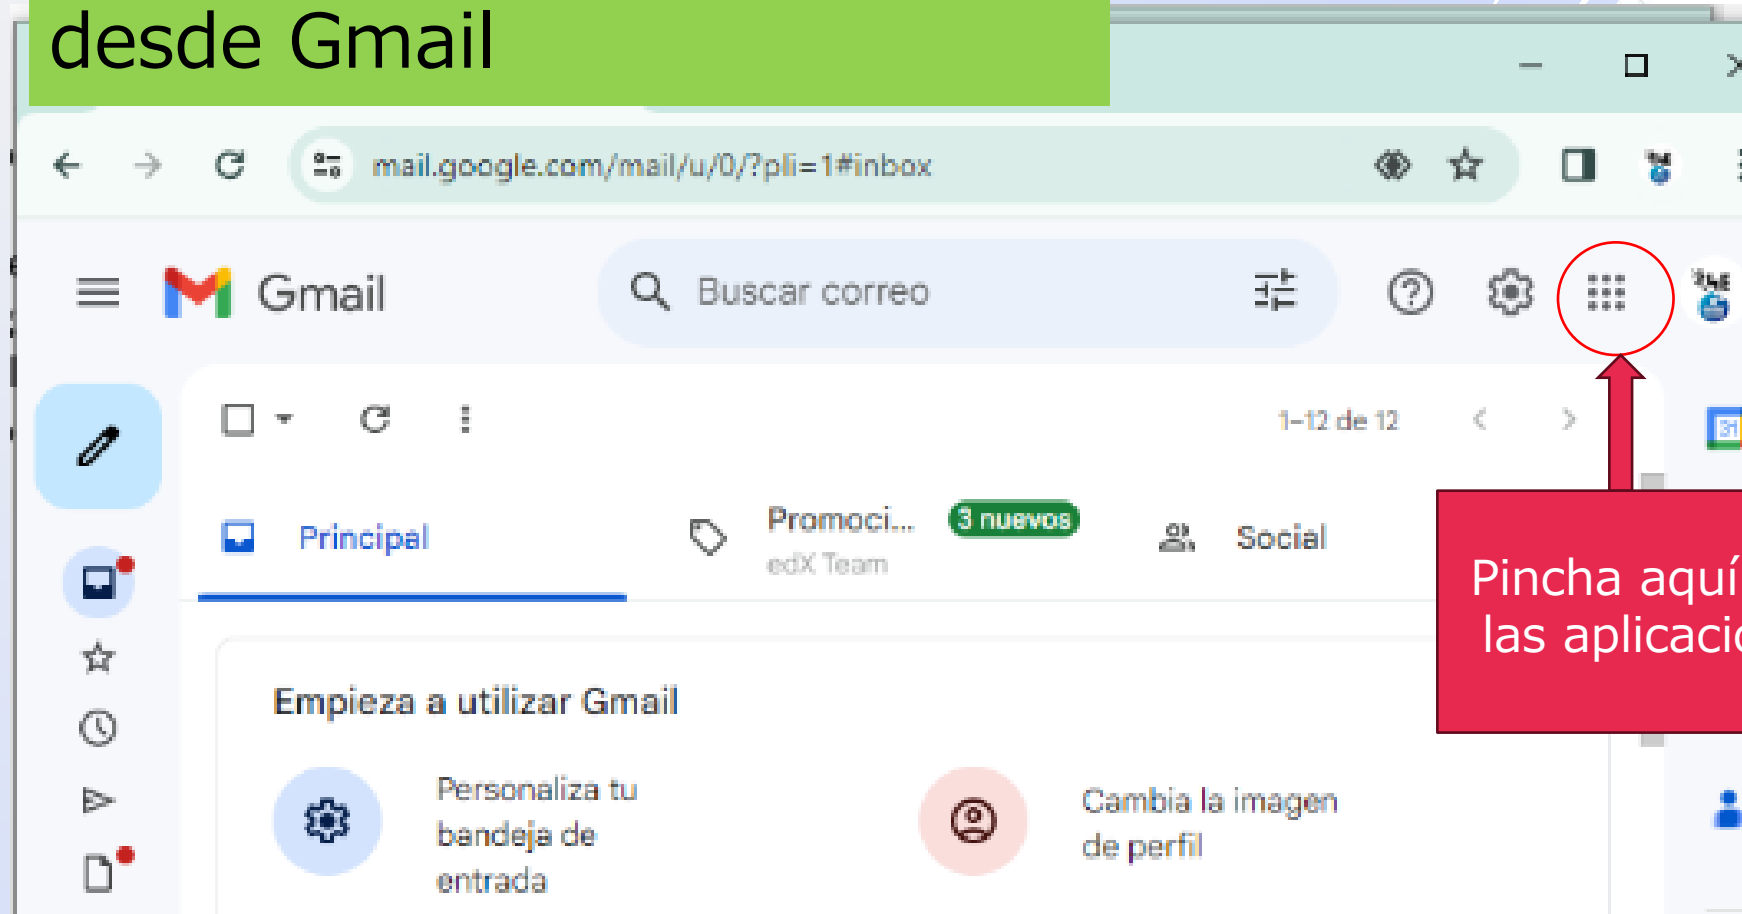 desde Gmail
mail.google.com/mail/u/0/?pli=1#inbox
Gmail
Buscar correo
1–12 de 12
31
Principal
Promoci...
3 nuevos
edX Team
Social
Pincha aquí
las
Empieza a utilizar Gmail
Personaliza tu
bandeja de
entrada
Cambia la imagen
de perfil